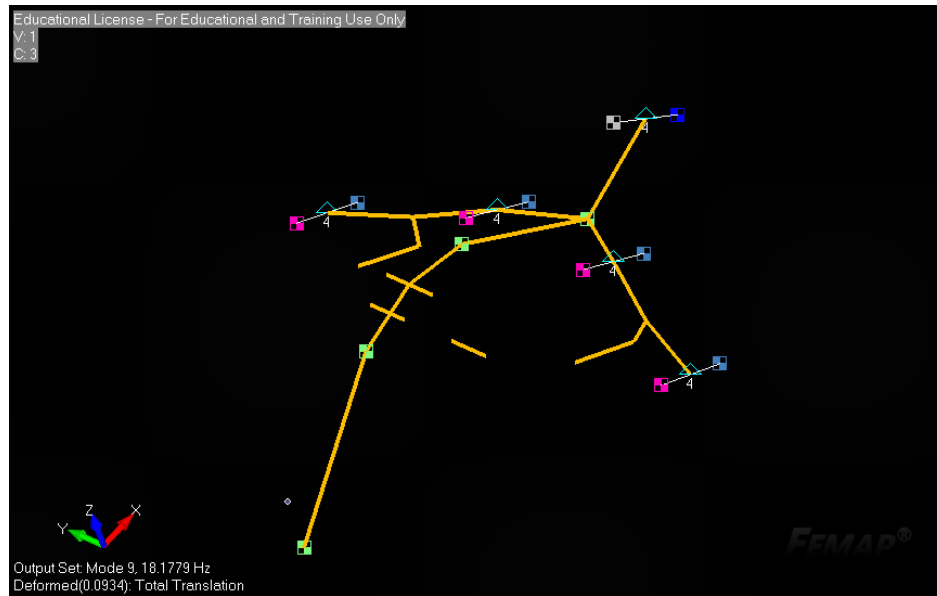 Educational License - For Educational and Training Use Only
V: 1
C: 3
4
4
4
4
4
Z
X
Y
FEMAP®
Output Set: Mode 9, 18.1779 Hz
Deformed(0.0934): Total Translation